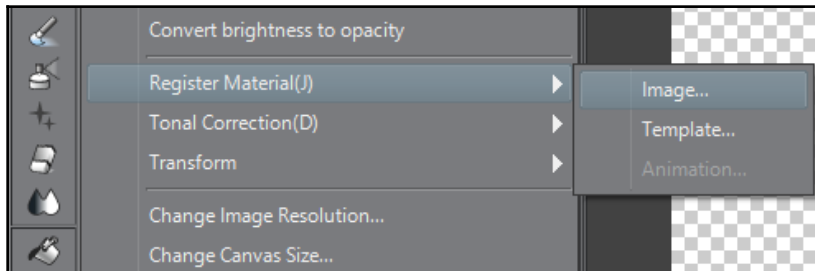 Convert brightness to opacity
Register Material(J)
Image...
Template...
Animation...
Tonal Correction(D)
Transform
Change Image Resolution...
Change Canvas Size...